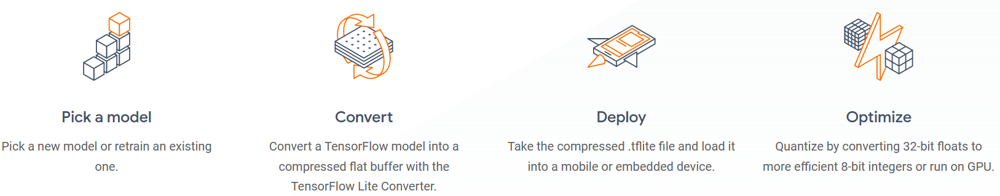 Pick a model
Pick a new model or retrain an existing
one.
Convert
Convert a TensorFlow model into a
compressed flat buffer with the
TensorFlow Lite Converter.
Deploy
Take the compressed .tflite file and load it
into a mobile or embedded device.
Optimize
Quantize by converting 32-bit floats to
more efficient 8-bit integers or run on GPU.